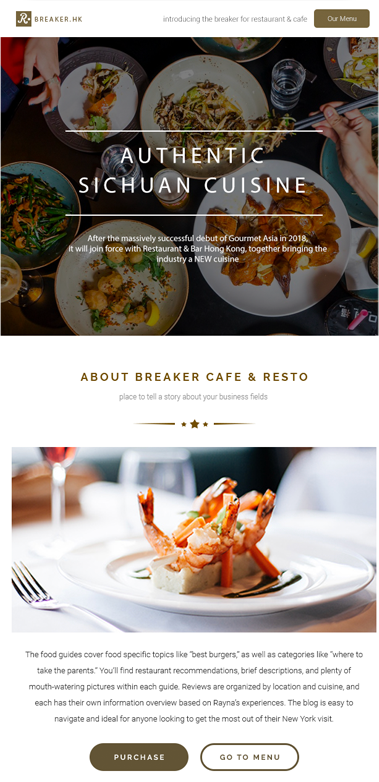 R. BREAKER.HK
introducing the breaker for restaurant & cafe
Our Menu
AUTHENTIC
SICHUAN CUISINE
After the massively successful debut of Gourmet Asia in 2018,
it will join force with Restaurant & Bar Hong Kong, together bringing the
industry a NEW cuisine
ABOUT BREAKER CAFE & RESTO
place to tell a story about your business fields
The food guides cover food specific topics like “best burgers,” as well as categories like “where to
take the parents.” You’ll find restaurant recommendations, brief descriptions, and plenty of
mouth-watering pictures within each guide. Reviews are organized by location and cuisine, and
each has their own information overview based on Rayna’s experiences. The blog is easy to
navigate and ideal for anyone looking to get the most out of their New York visit.
PURCHASE
GO TO MENU